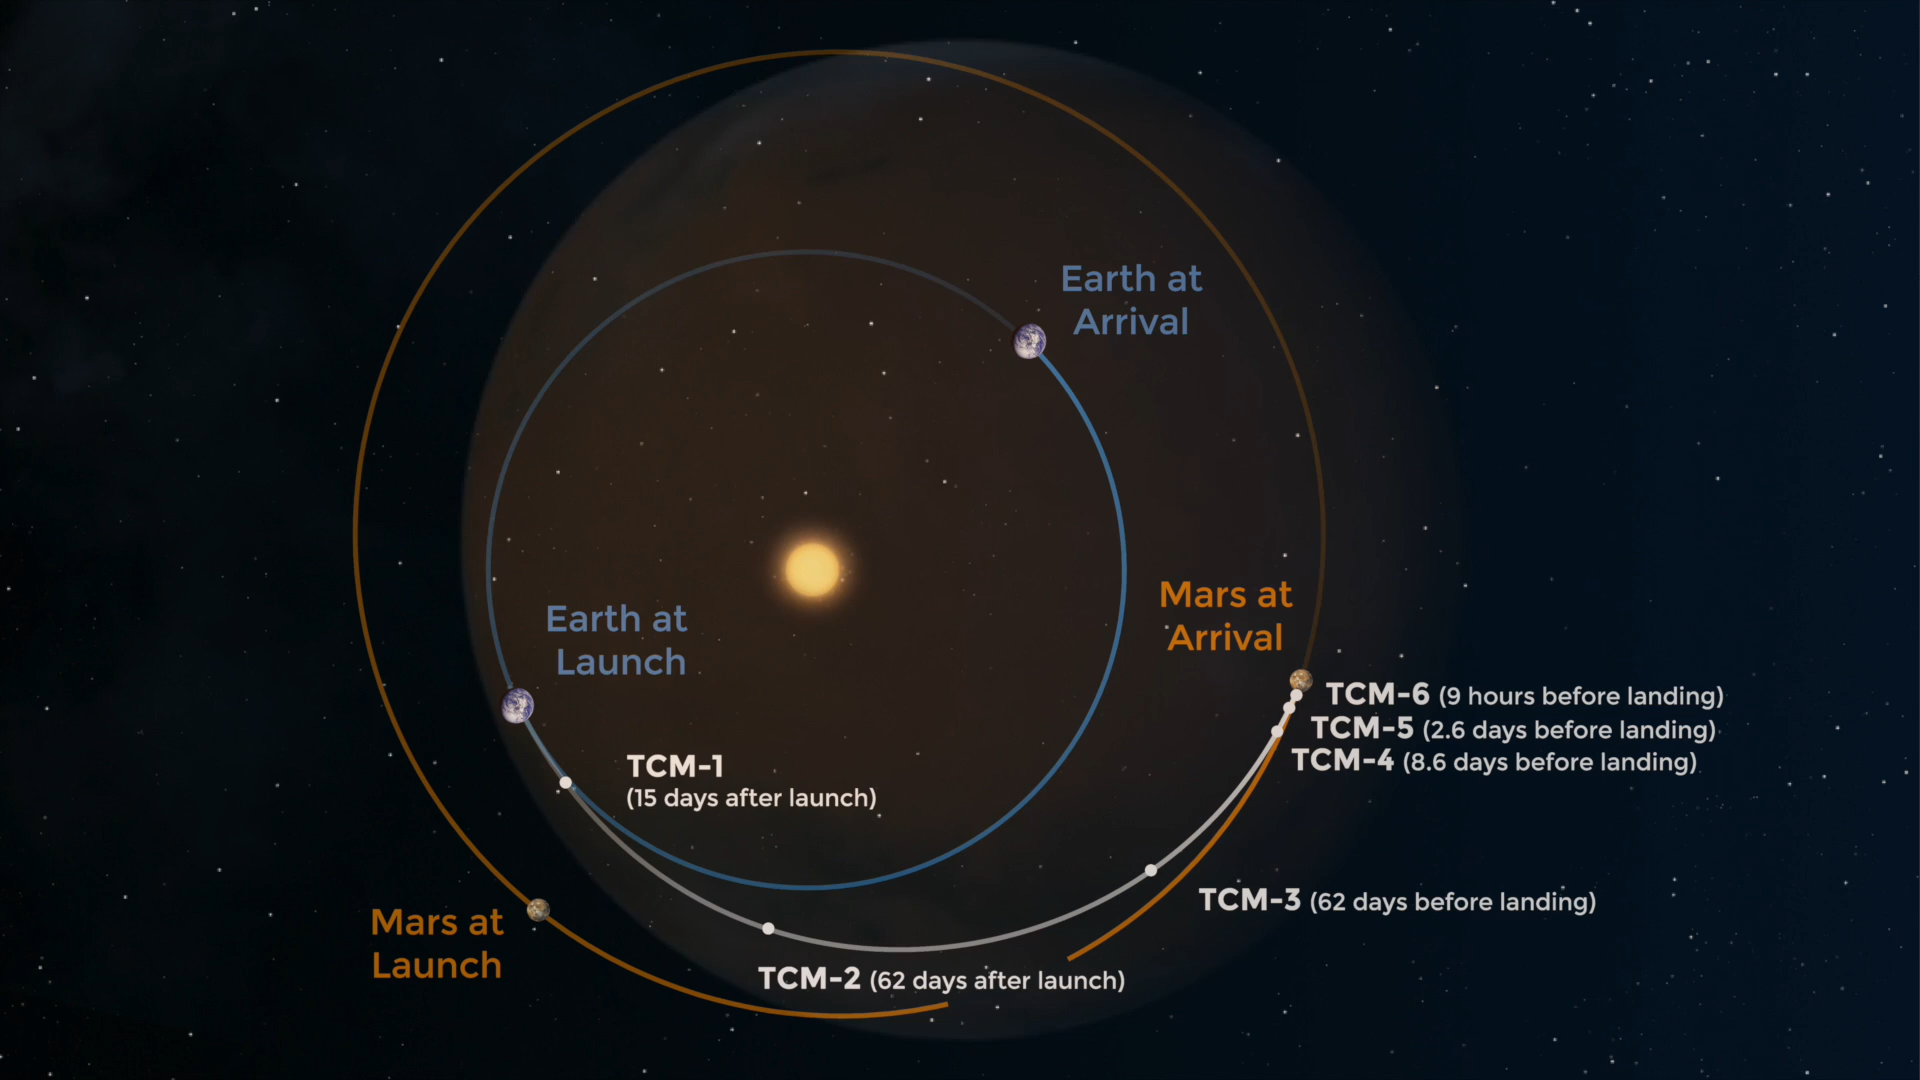 Earth at
Arrival
Mars at
Arrival
Earth at
Launch
TCM-6 (9 hours before landing)
TCM-5 (2.6 days before landing)
TCM-4 (8.6 days before landing)
TCM-1
(15 days after launch)
TCM-3 (62 days before landing)
Mars at
Launch
TCM-2 (62 days after launch)